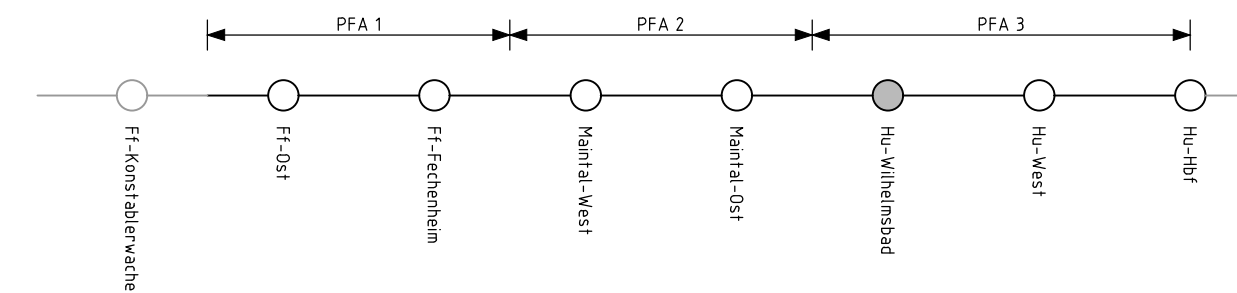 PFA 1
PFA 2
PFA 3
Ff-Konstablerwache
Ff-Ost
Ff-Fechenheim
Maintal-West
Maintal-Ost
Hu-Wilhelmsbad
Hu-West
Hu-Hbf